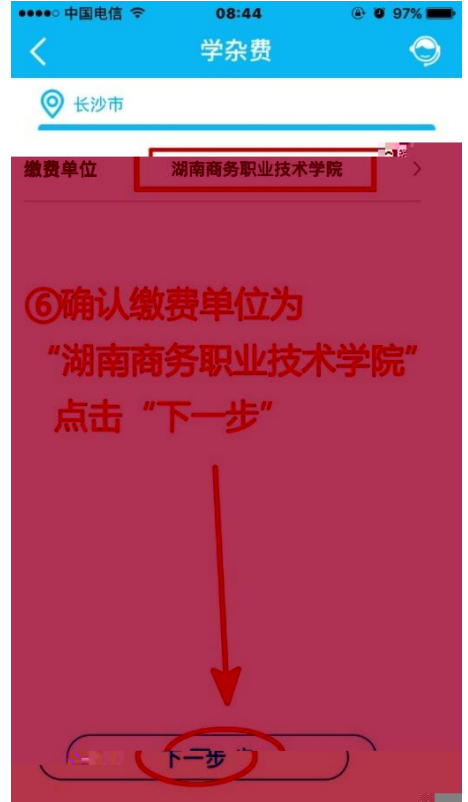 中国电信 08:44 97%
学杂费
长沙市
缴费单位 湖南商务职业技术学院
⑥确认缴费单位为
“湖南商务职业技术学院”
点击“下一步”
下一步